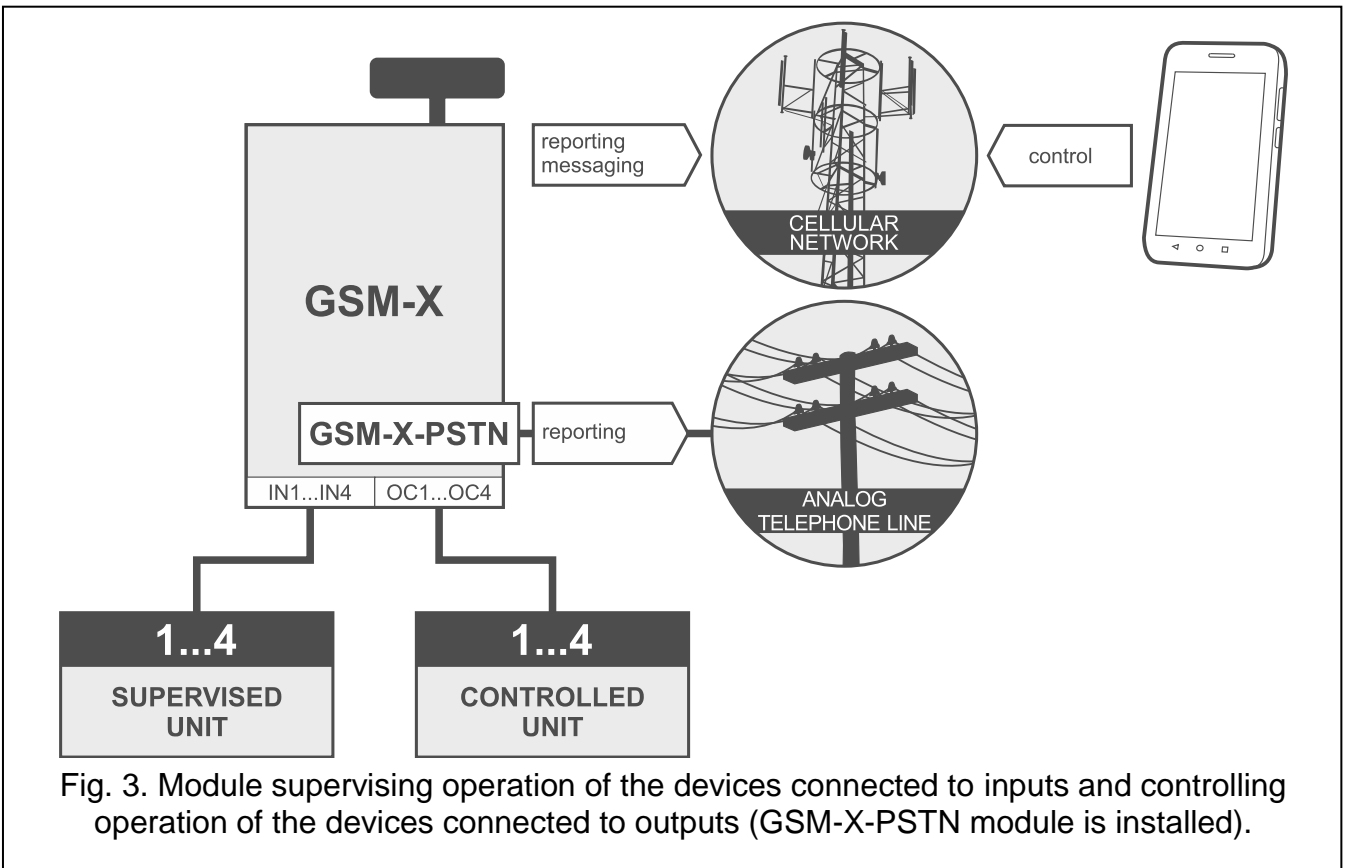 reporting
messaging
control
CELLULAR
NETWORK
GSM-X
GSM-X-PSTN
reporting
IN1...IN4
OC1...OC4
ANALOG
TELEPHONE LINE
1...4
SUPERVISED
UNIT
1...4
CONTROLLED
UNIT
Fig. 3. Module supervising operation of the devices connected to inputs and controlling
operation of the devices connected to outputs (GSM-X-PSTN module is installed).